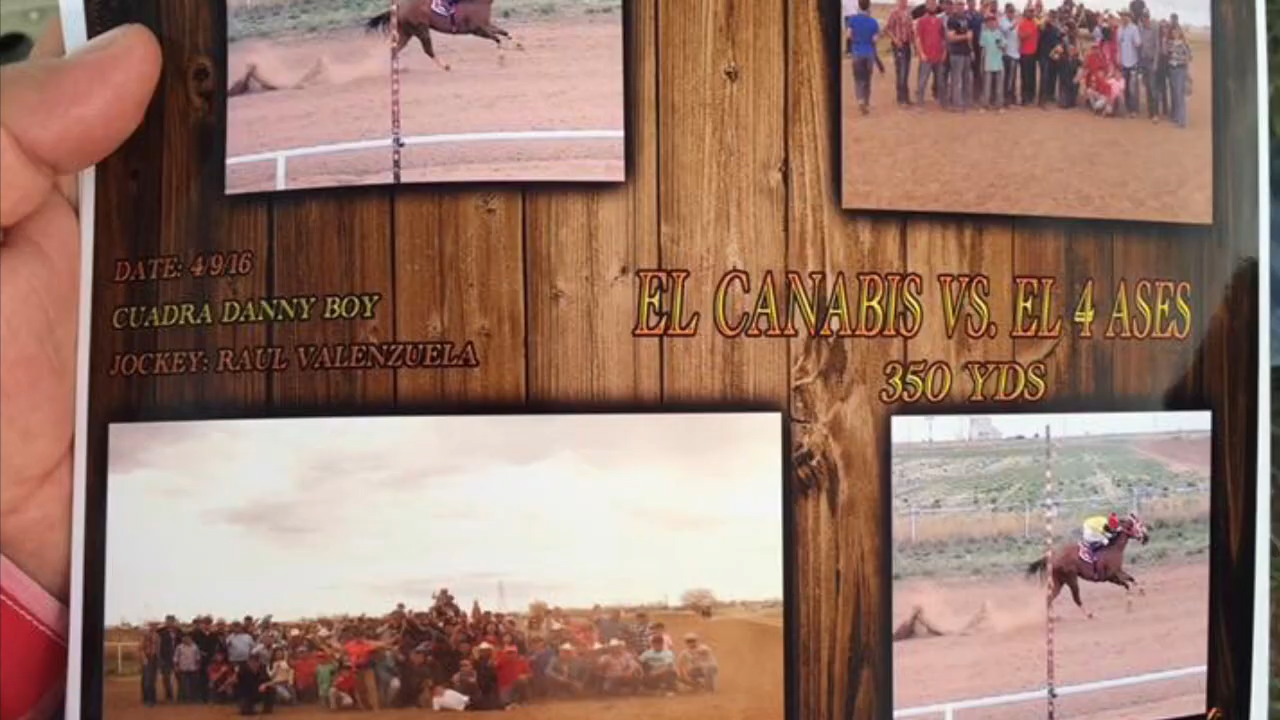 DATE: 4/9/16
CUADRA DANNY BOY
JOCKEY: RAUL VALENZUELA
EL CANABIS VS. EL 4 ASES
350 YDS